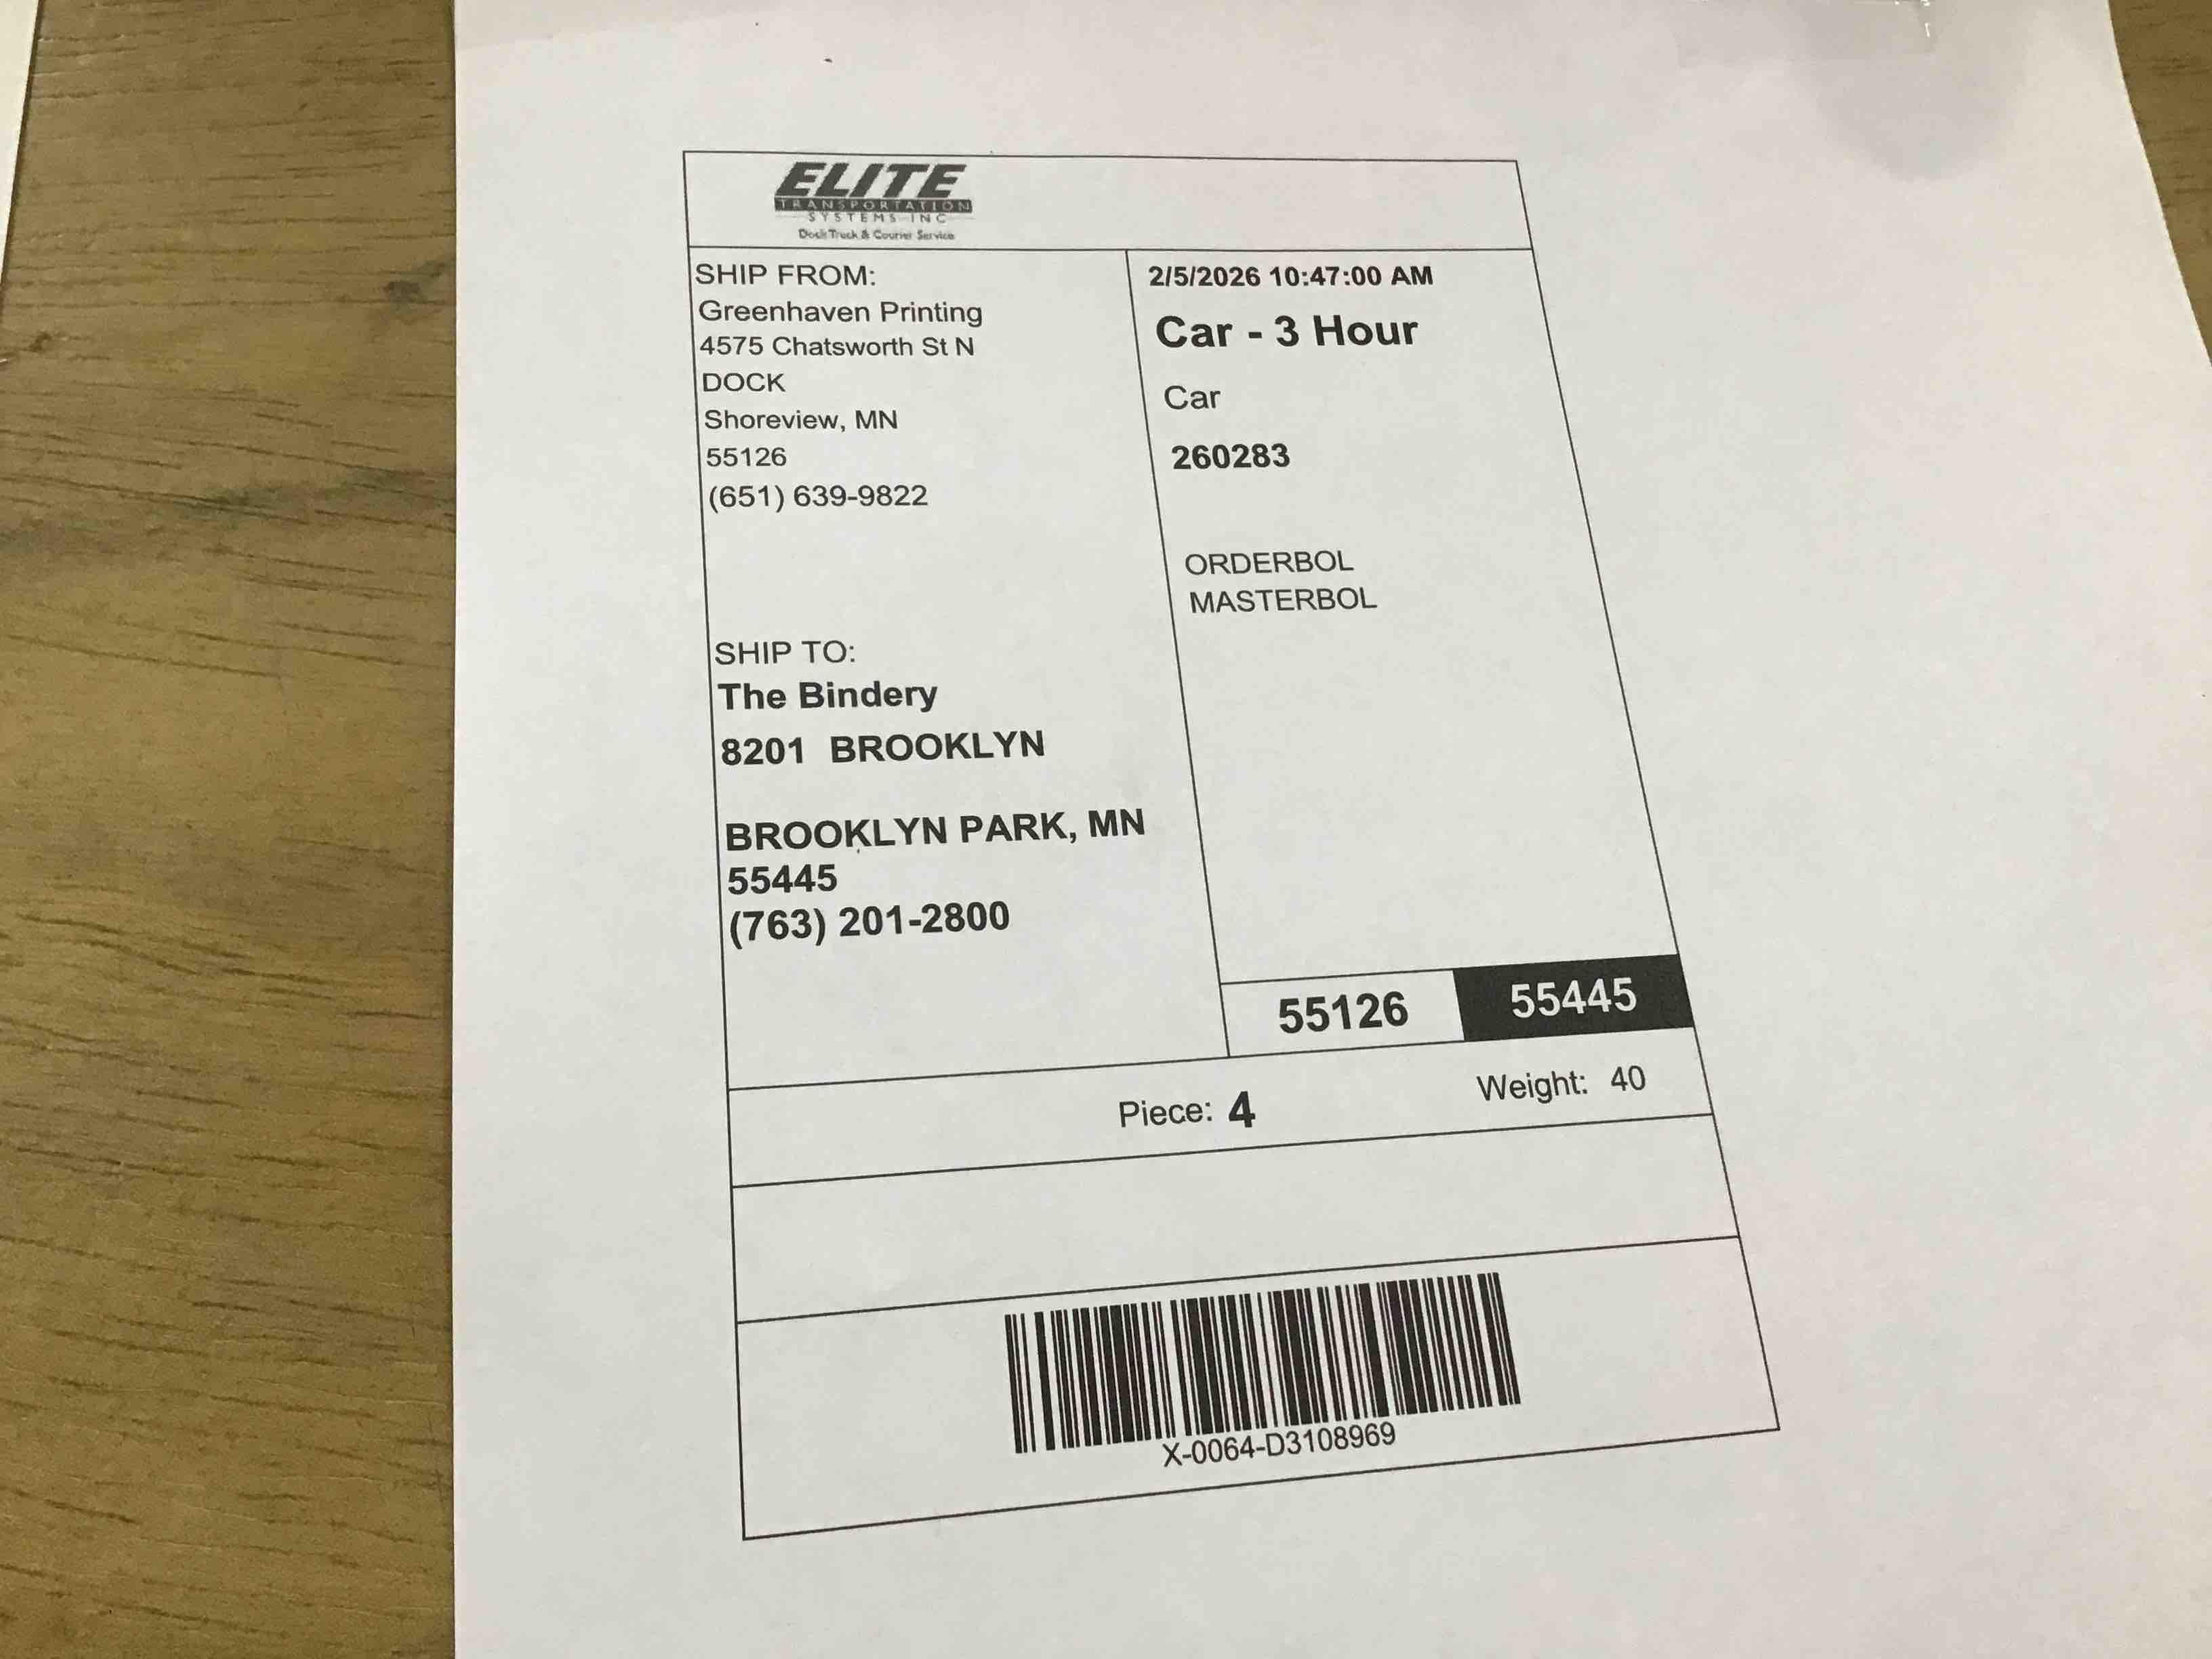 ELITE
TRANSPORTATION
SYSTEMS INC
Dock Truck & Courier Service
SHIP FROM:
Greenhaven Printing
4575 Chatsworth St N
DOCK
Shoreview, MN
55126
(651) 639-9822
SHIP TO:
The Bindery
8201 BROOKLYN
BROOKLYN PARK, MN
55445
(763) 201-2800
2/5/2026 10:47:00 AM
Car - 3 Hour
Car
260283
ORDERBOL
MASTERBOL
55126 55445
Piece: 4 Weight: 40
X-0064-D3108969